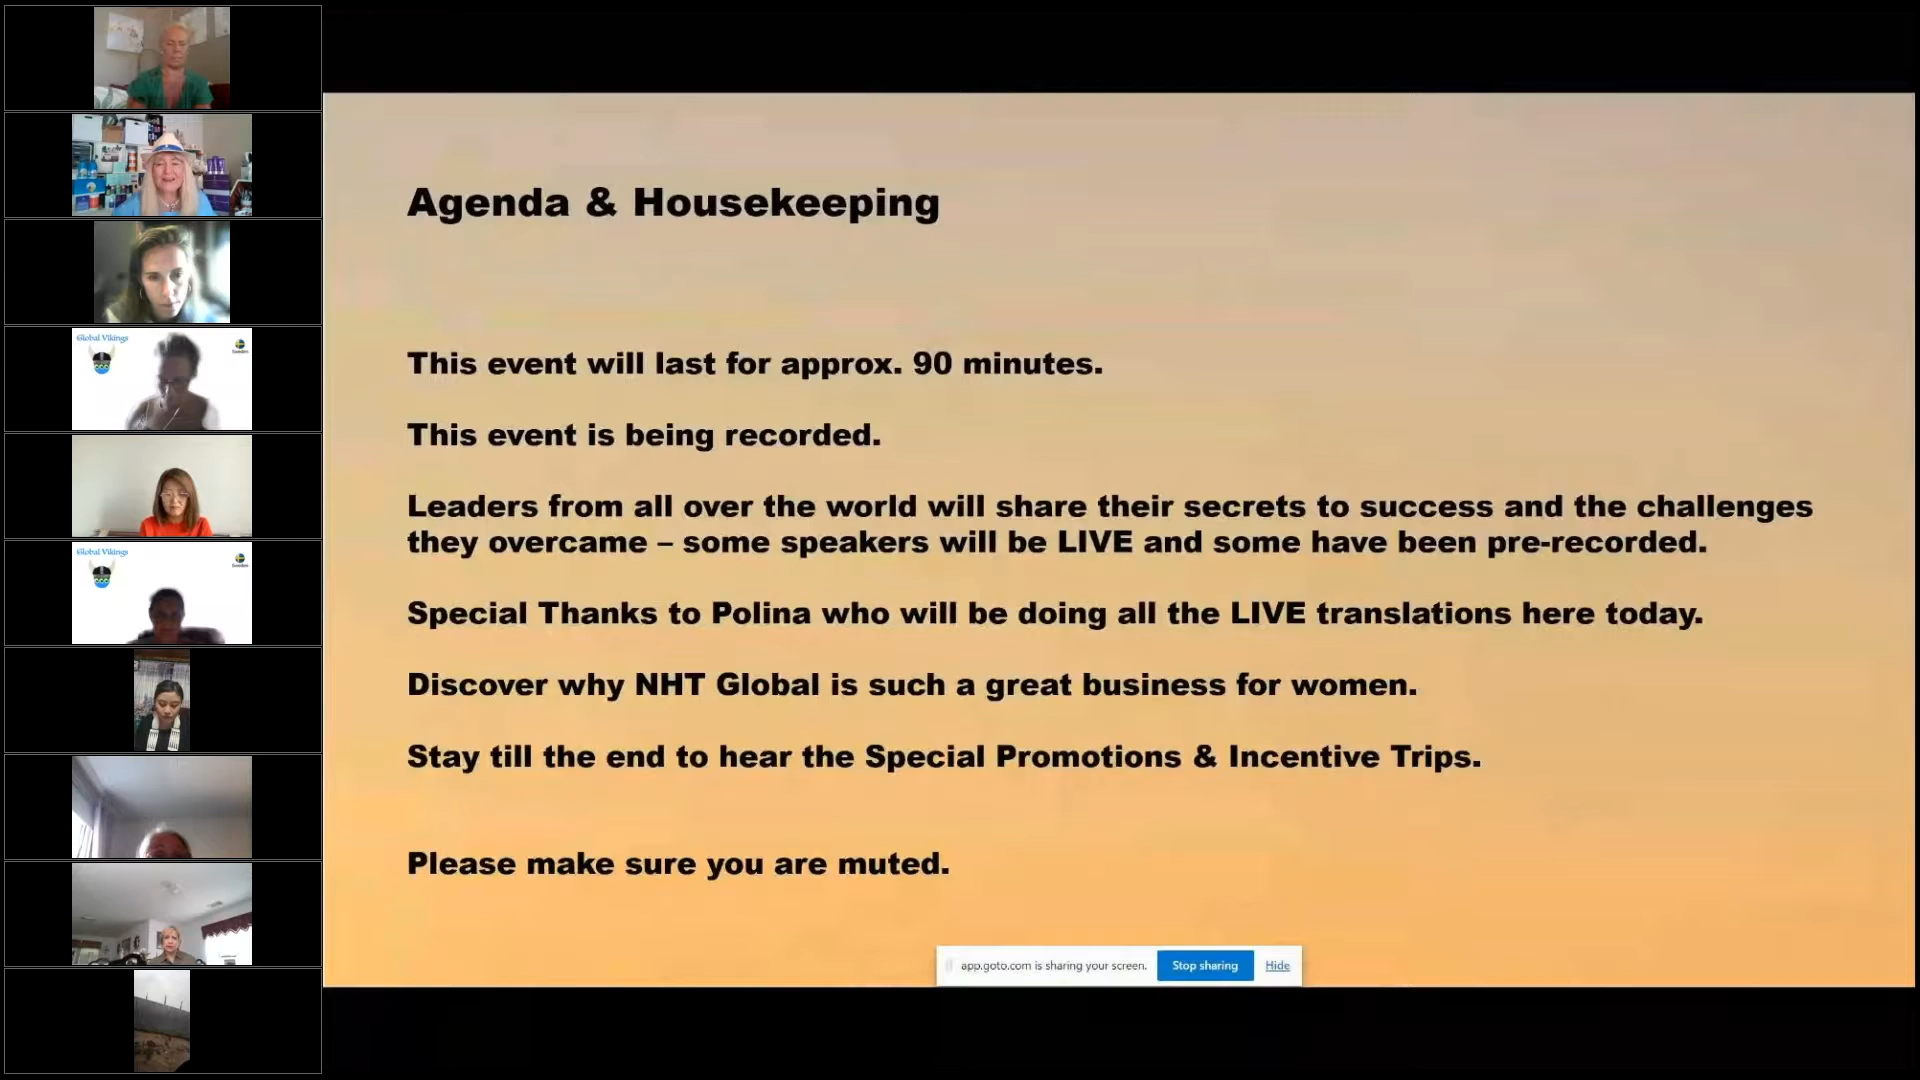 Global Vikings
Sweden
Global Vikings
Sweden
Agenda & Housekeeping
This event will last for approx. 90 minutes.
This event is being recorded.
Leaders from all over the world will share their secrets to success and the challenges
they overcame – some speakers will be LIVE and some have been pre-recorded.
Special Thanks to Polina who will be doing all the LIVE translations here today.
Discover why NHT Global is such a great business for women.
Stay till the end to hear the Special Promotions & Incentive Trips.
Please make sure you are muted.
app.goto.com is sharing your screen. Stop sharing Hide